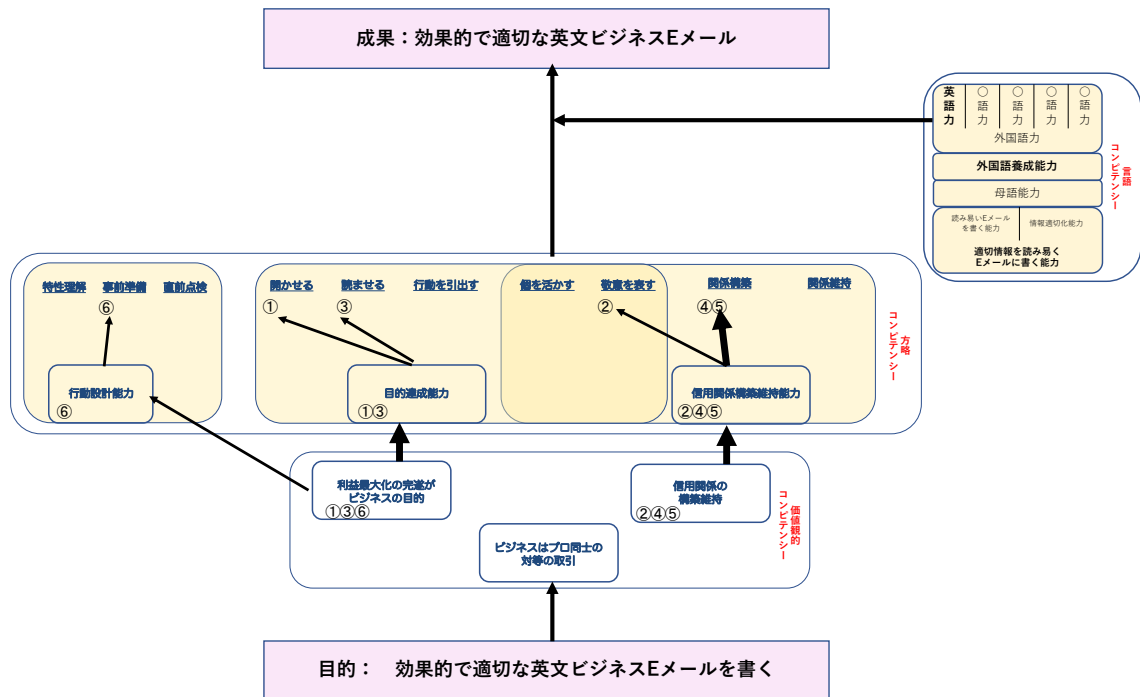 成果：効果的で適切な英文ビジネスEメール
英語力
〇語力
〇語力
〇語力
〇語力
外国語力
外国語養成能力
母語能力
読み易いEメール
を書く能力
情報適切化能力
適切情報を読み易く
Eメールに書く能力
言語
コンピテンシー
特性理解
事前準備
直前点検
⑥
開かせる
読ませる
行動を引出す
①
③
個を活かす
敬意を表す
②
関係構築
関係維持
④⑤
行動設計能力
⑥
目的達成能力
①③
信用関係構築維持能力
②④⑤
方略
コンピテンシー
利益最大化の完遂が
ビジネスの目的
①③⑥
信用関係の
構築維持
②④⑤
ビジネスはプロ同士の
対等の取引
価値観的
コンピテンシー
目的：　効果的で適切な英文ビジネスEメールを書く